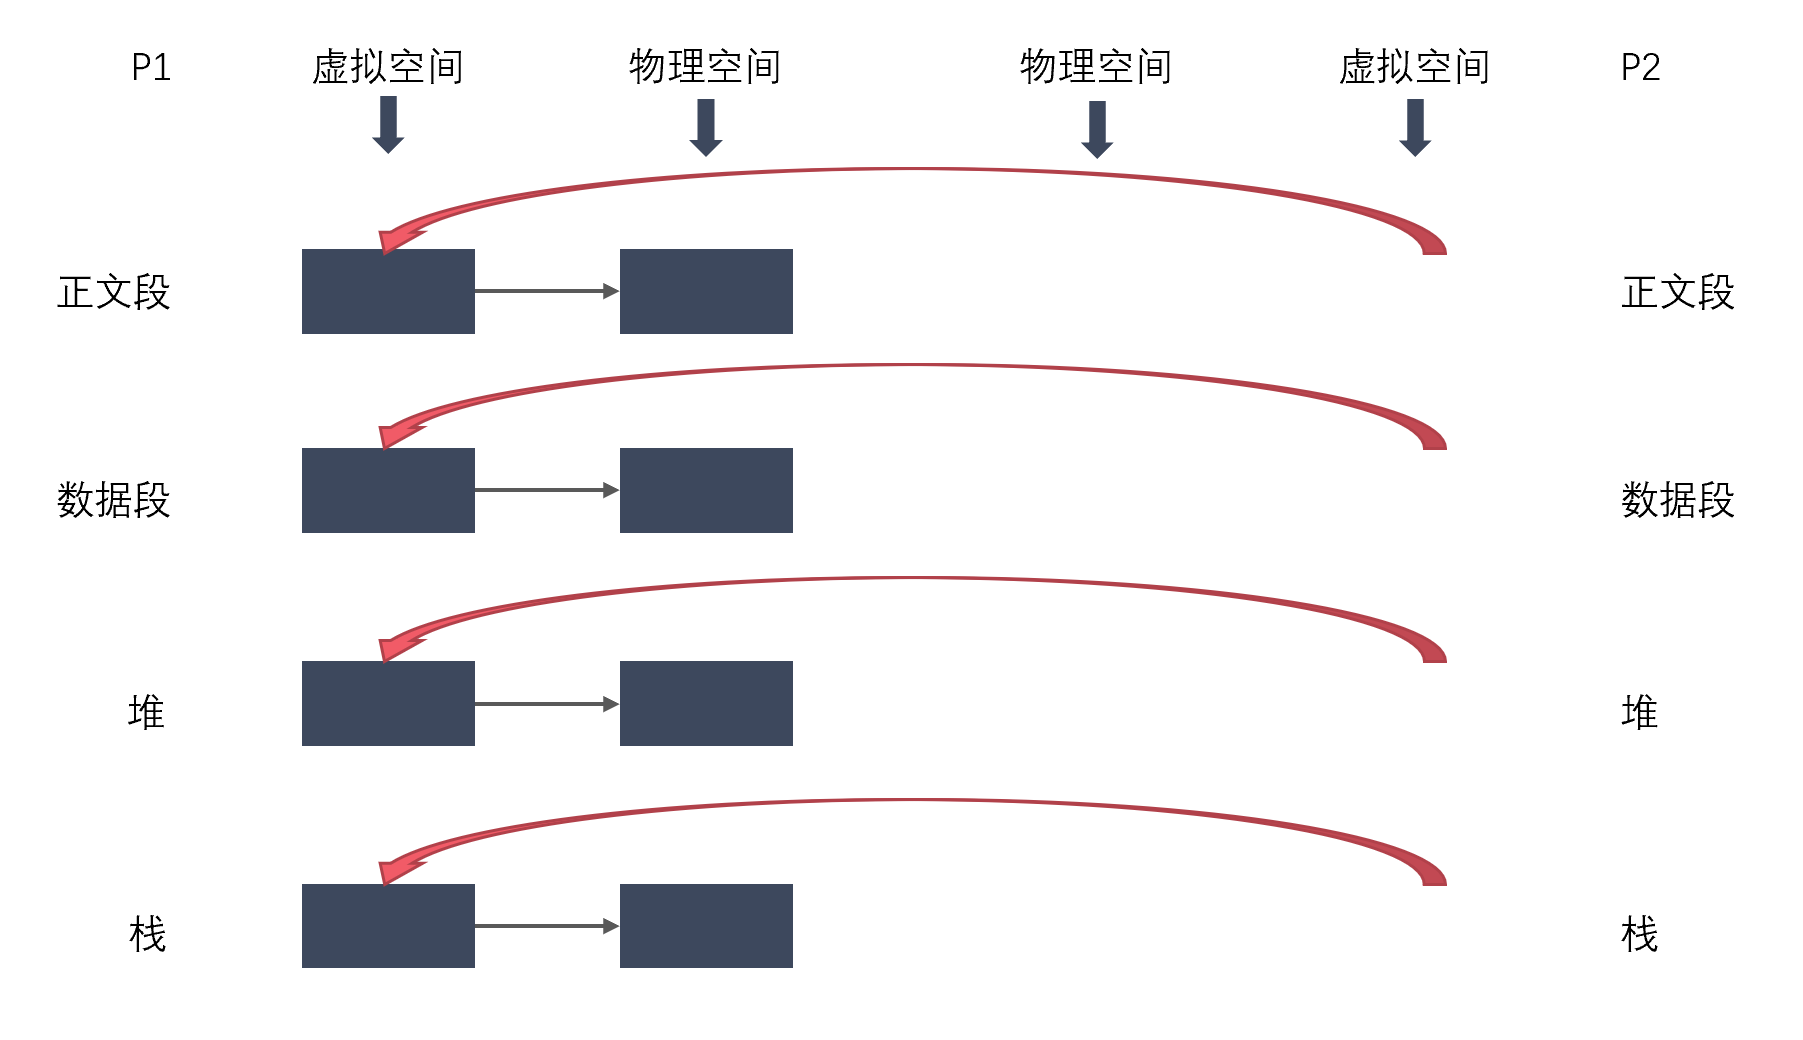 P1 虚拟空间 物理空间 物理空间 虚拟空间 P2
正文段 正文段
数据段 数据段
堆 堆
栈 栈